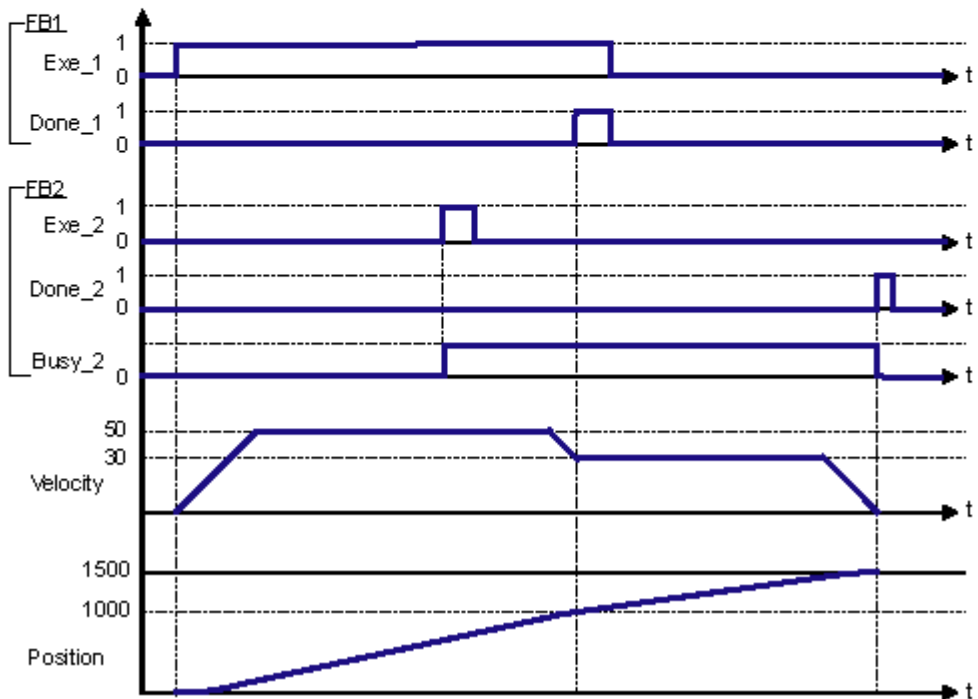 FB1
1
Exe_1
0
t
1
Done_1
0
t
FB2
1
Exe_2
0
t
1
Done_2
0
t
Busy_2
0
t
50
30
Velocity
t
1500
1000
Position
t